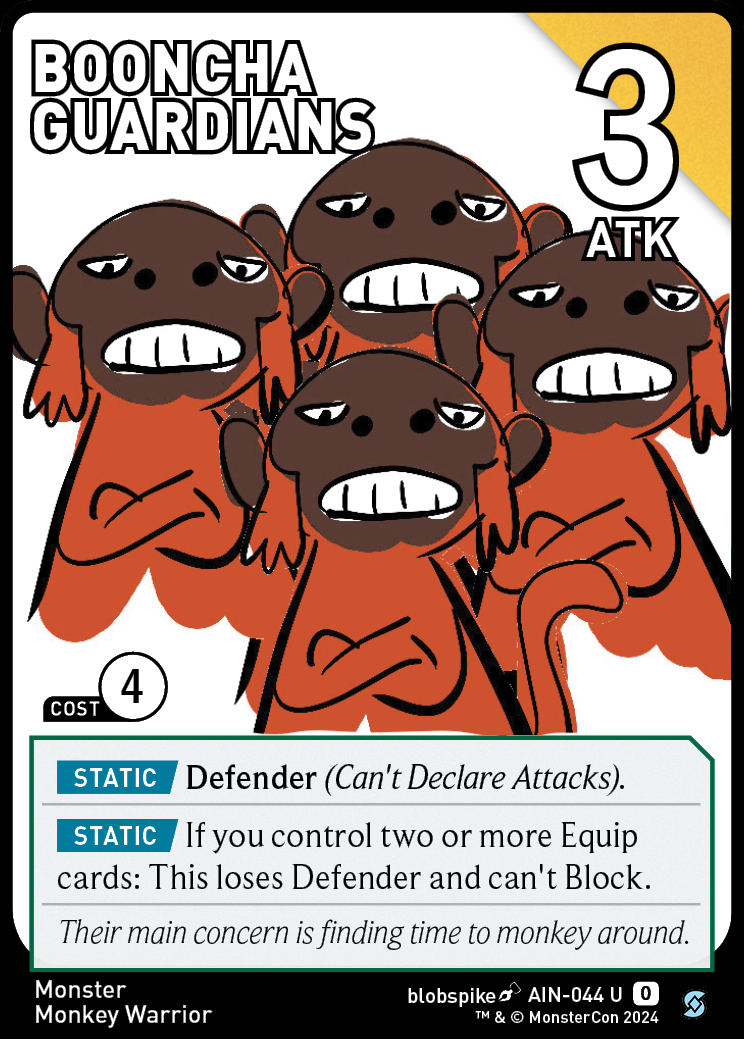 BOONCHA
GUARDIANS
3
ATK
COST 4
STATIC Defender (Can't Declare Attacks).
STATIC If you control two or more Equip
cards: This loses Defender and can't Block.
Their main concern is finding time to monkey around.
Monster
Monkey Warrior
blobspike AIN-044 U 0
™ & © MonsterCon 2024